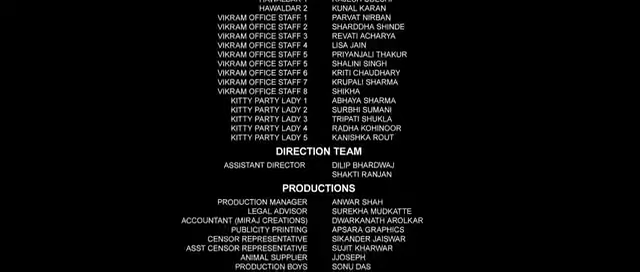 HAWALDAR 2 KUNAL KARAN
VIKRAM OFFICE STAFF 1 PARVAT NIRBAN
VIKRAM OFFICE STAFF 2 SHARDDHA SHINDE
VIKRAM OFFICE STAFF 3 REVATI ACHARYA
VIKRAM OFFICE STAFF 4 LISA JAIN
VIKRAM OFFICE STAFF 5 PRIYANJALI THAKUR
VIKRAM OFFICE STAFF 5 SHALINI SINGH
VIKRAM OFFICE STAFF 6 KRITI CHAUDHARY
VIKRAM OFFICE STAFF 7 KRUPALI SHARMA
VIKRAM OFFICE STAFF 8 SHIKHA
KITTY PARTY LADY 1 ABHAYA SHARMA
KITTY PARTY LADY 2 SURBHI SUMANI
KITTY PARTY LADY 3 TRIPATI SHUKLA
KITTY PARTY LADY 4 RADHA KOHINOOR
KITTY PARTY LADY 5 KANISHKA ROUT
DIRECTION TEAM
ASSISTANT DIRECTOR DILIP BHARDWAJ
SHAKTI RANJAN
PRODUCTIONS
PRODUCTION MANAGER ANWAR SHAH
LEGAL ADVISOR SUREKHA MUDKATTE
ACCOUNTANT (MIRAJ CREATIONS) DWARKANATH AROLKAR
PUBLICITY PRINTING APSARA GRAPHICS
CENSOR REPRESENTATIVE SIKANDER JAISWAR
ASST CENSOR REPRESENTATIVE SUJIT KHARWAR
ANIMAL SUPPLIER JJOSEPH
PRODUCTION BOYS SONU DAS